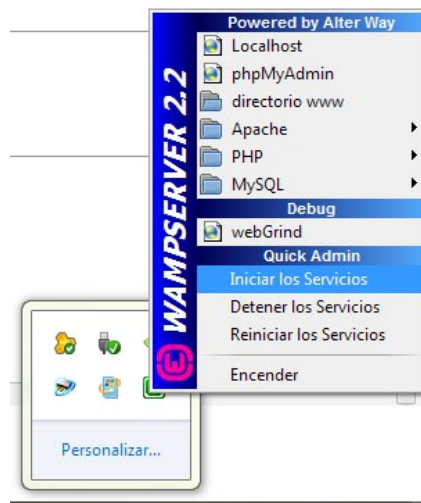 Powered by Alter Way
Localhost
phpMyAdmin
directorio www
Apache
PHP
MySQL
Debug
webGrind
Quick Admin
Iniciar los Servicios
Detener los Servicios
Reiniciar los Servicios
Encender
WAMPSERVER 2.2
Personalizar...